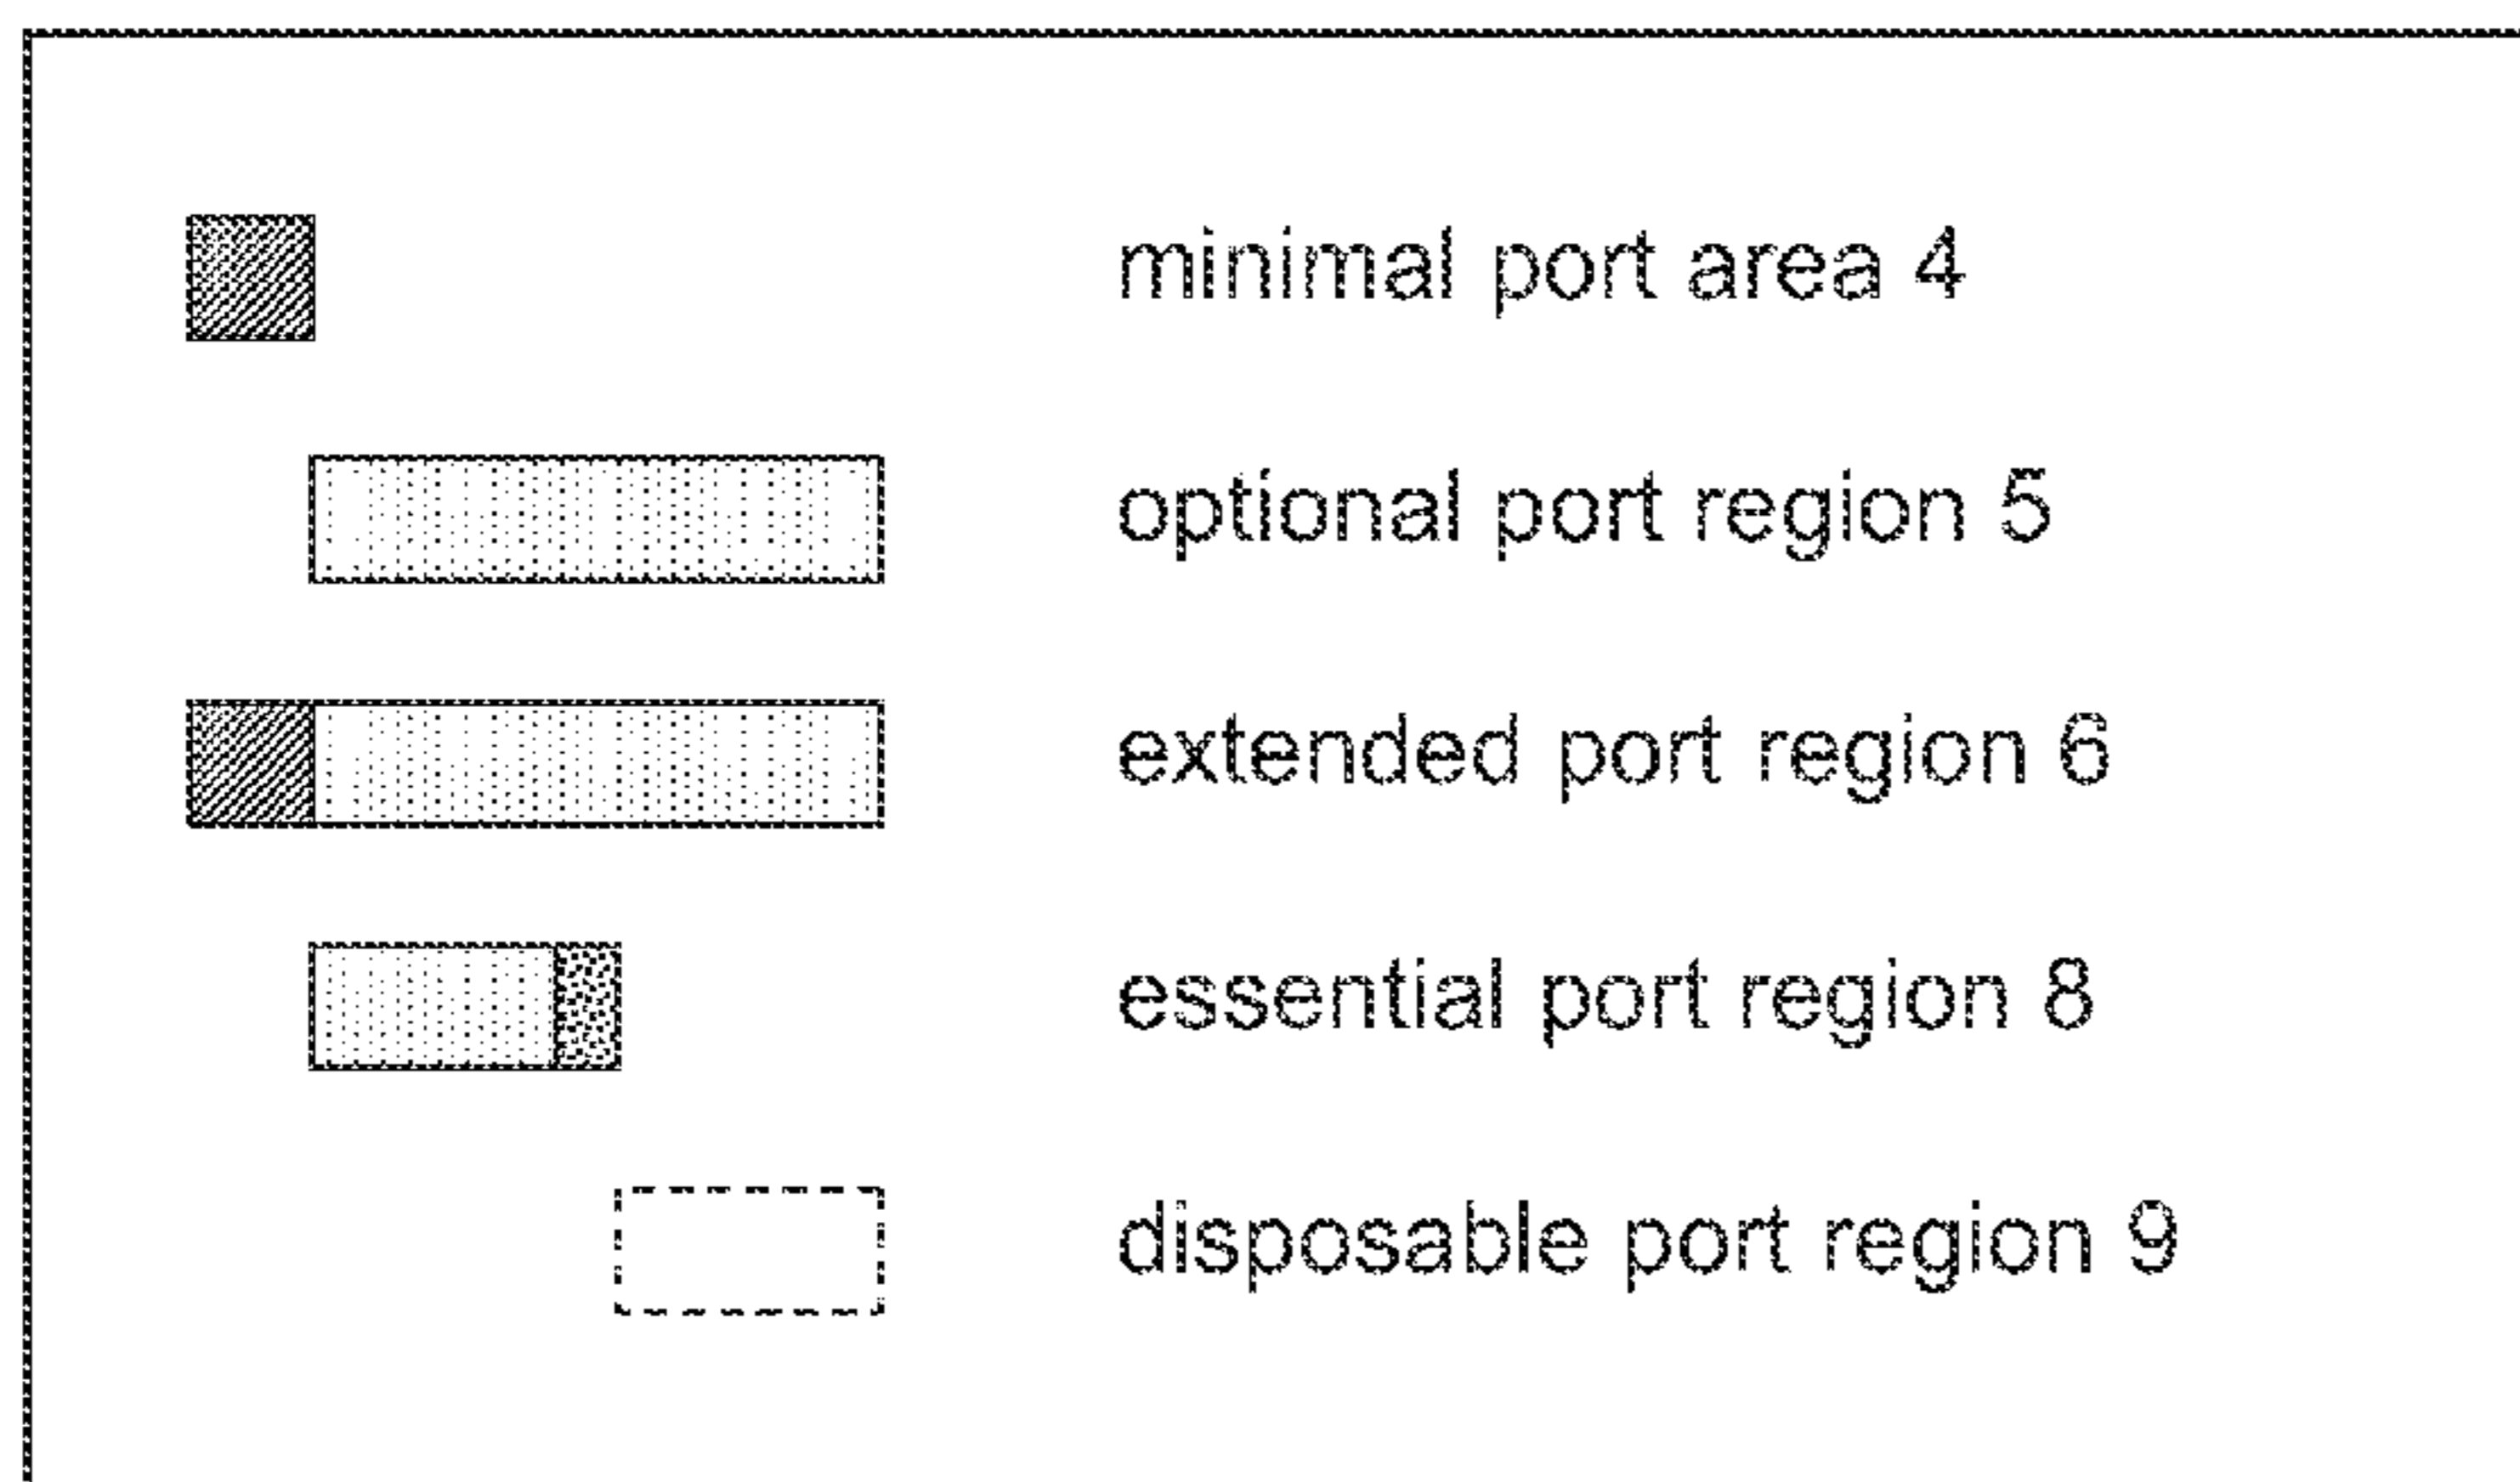 minimal port area 4
optional port region 5
extended port region 6
essential port region 8
disposable port region 9